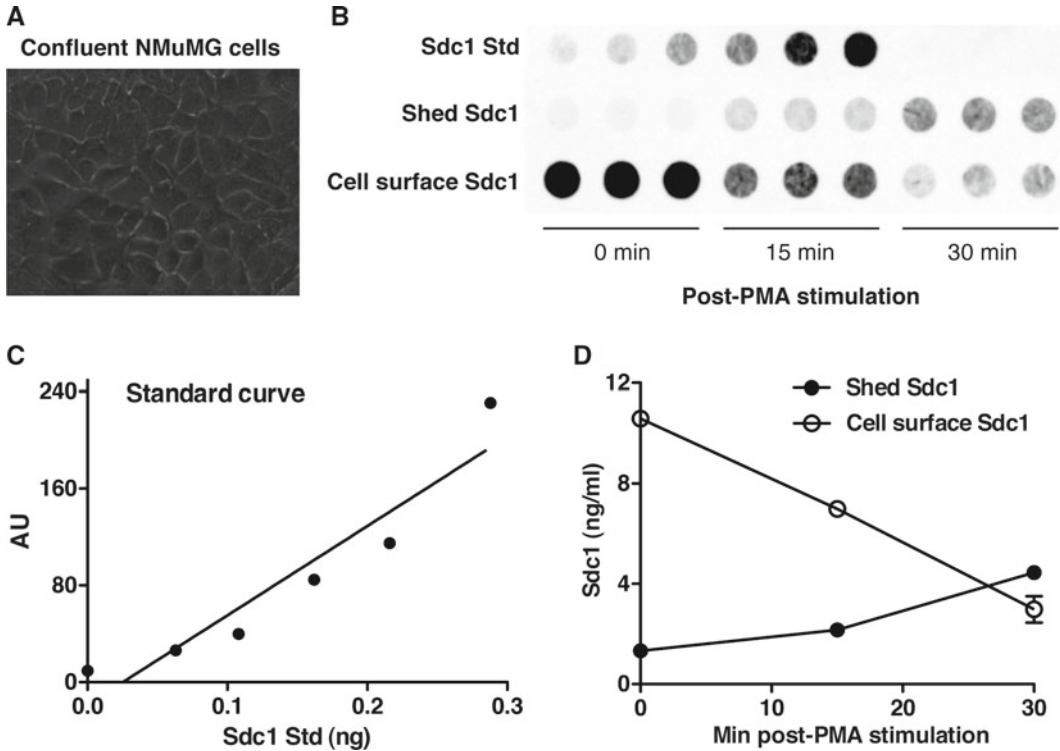 A
Confluent NMuMG cells
B
Sdc1 Std
Shed Sdc1
Cell surface Sdc1
0 min 15 min 30 min
Post-PMA stimulation
C
Standard curve
240
160
80
0
AU
0.0 0.1 0.2 0.3
Sdc1 Std (ng)
D
Shed Sdc1
Cell surface Sdc1
12
8
4
0
Sdc1 (ng/ml)
0 10 20 30
Min post-PMA stimulation